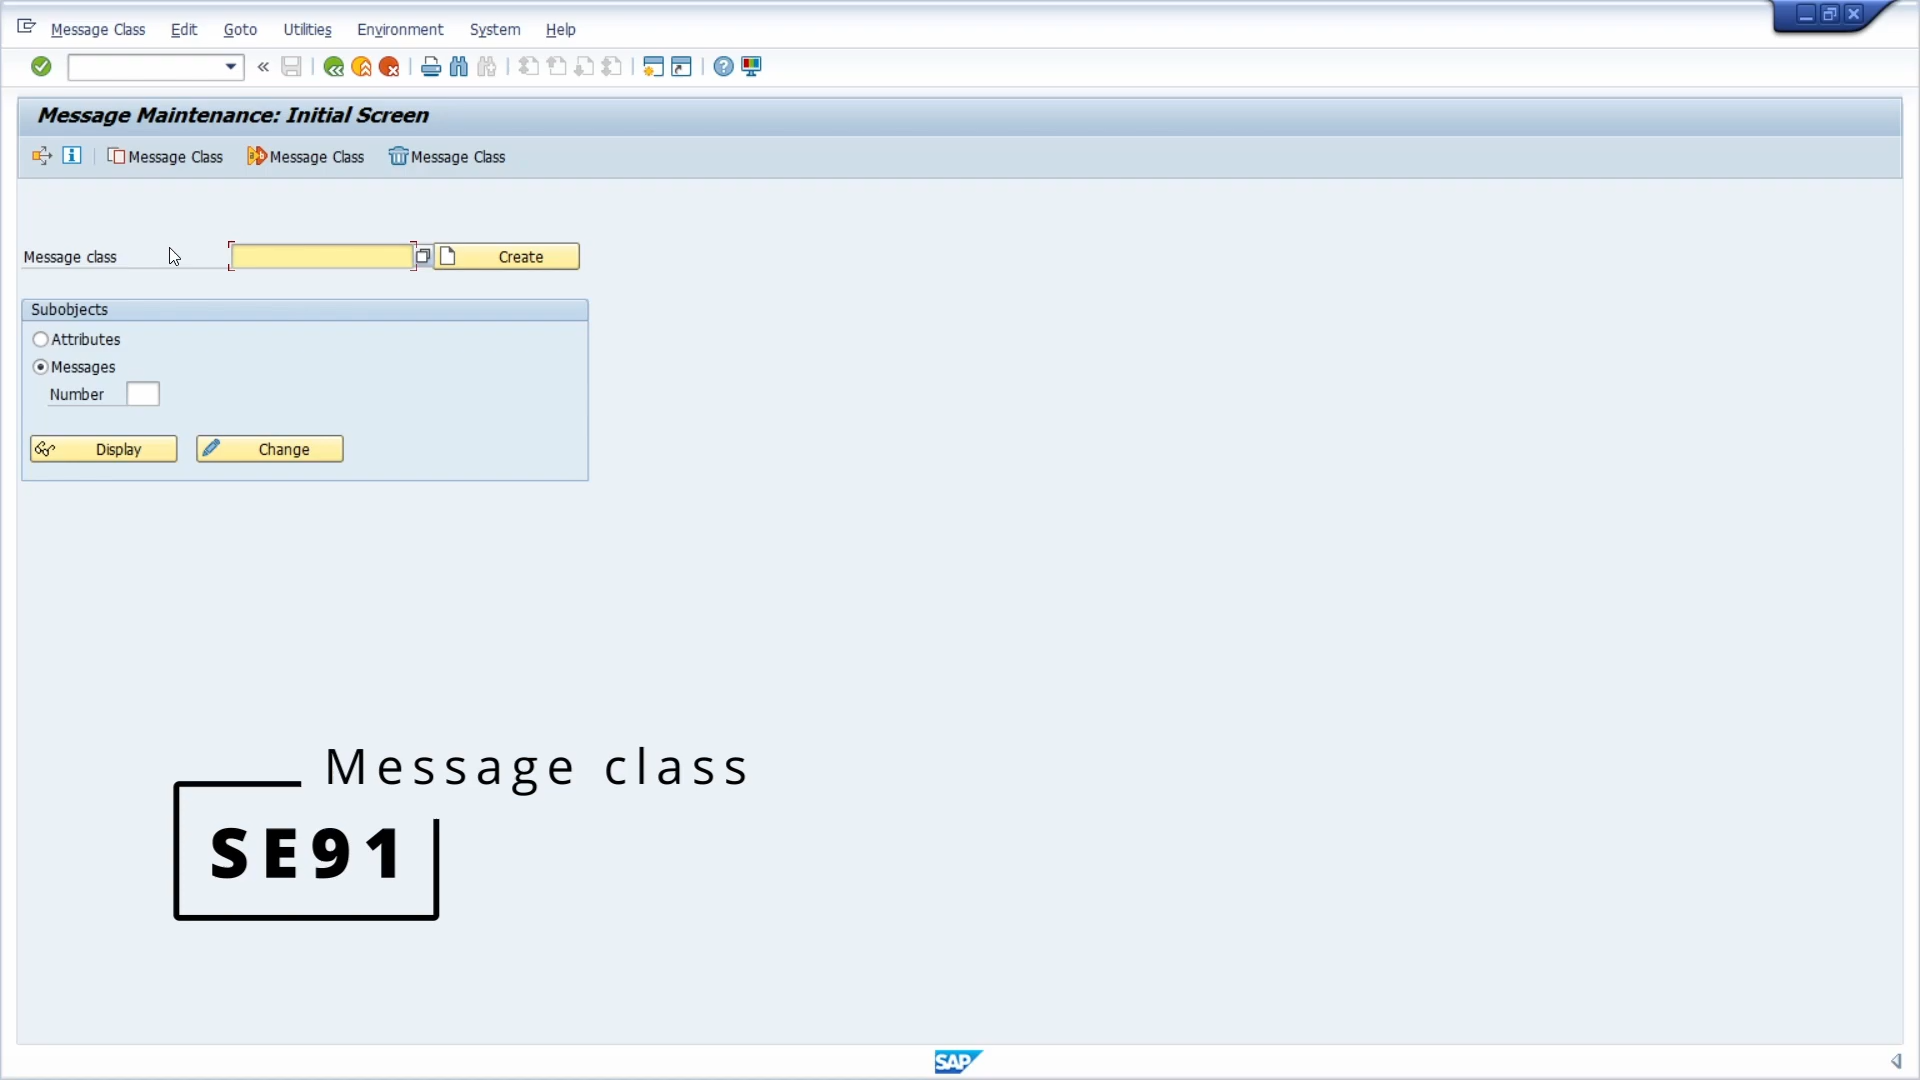 Message Class Edit Goto Utilities Environment System Help
Message Maintenance: Initial Screen
Message Class Message Class Message Class
Message class Create
Subobjects
Attributes
Messages
Number
Display Change
Message class
SE91
SAP